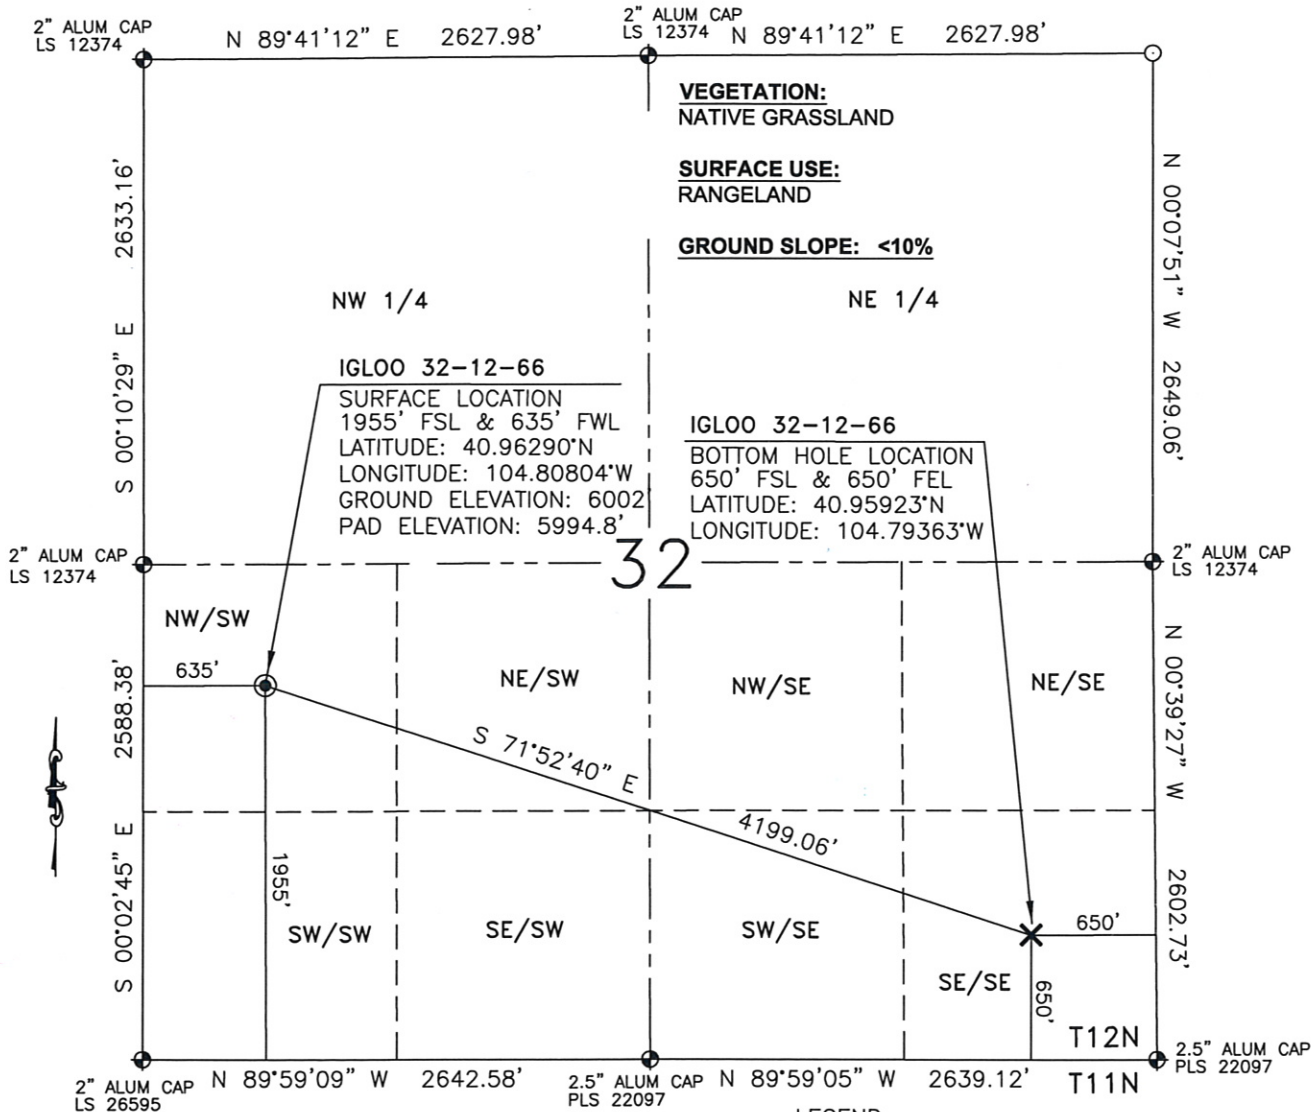 2" ALUM CAP
LS 12374
N 89°41'12" E 2627.98'
2" ALUM CAP
LS 12374
N 89°41'12" E 2627.98'
VEGETATION:
NATIVE GRASSLAND
SURFACE USE:
RANGELAND
GROUND SLOPE: <10%
S 00°10'29" E 2633.16'
N 00°07'51" W 2649.06'
NW 1/4
NE 1/4
IGLOO 32-12-66
SURFACE LOCATION
1955' FSL & 635' FWL
LATITUDE: 40.96290°N
LONGITUDE: 104.80804°W
GROUND ELEVATION: 6002'
PAD ELEVATION: 5994.8'
IGLOO 32-12-66
BOTTOM HOLE LOCATION
650' FSL & 650' FEL
LATITUDE: 40.95923°N
LONGITUDE: 104.79363°W
2" ALUM CAP
LS 12374
32
2" ALUM CAP
LS 12374
NW/SW
635'
NE/SW
NW/SE
NE/SE
S 00°02'45" E 2588.38'
N 00°39'27" W 2602.73'
S 71°52'40" E
4199.06'
1955'
SW/SW
SE/SW
SW/SE
650'
SE/SE
650'
T12N
T11N
2" ALUM CAP
LS 26595
N 89°59'09" W 2642.58'
2.5" ALUM CAP
PLS 22097
N 89°59'05" W 2639.12'
2.5" ALUM CAP
PLS 22097
LEGEND